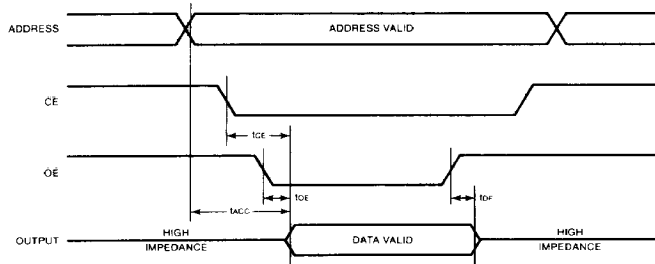 ADDRESS
ADDRESS VALID
CE
tCE
OE
tOE
tDF
tACC
OUTPUT
HIGH
IMPEDANCE
DATA VALID
HIGH
IMPEDANCE